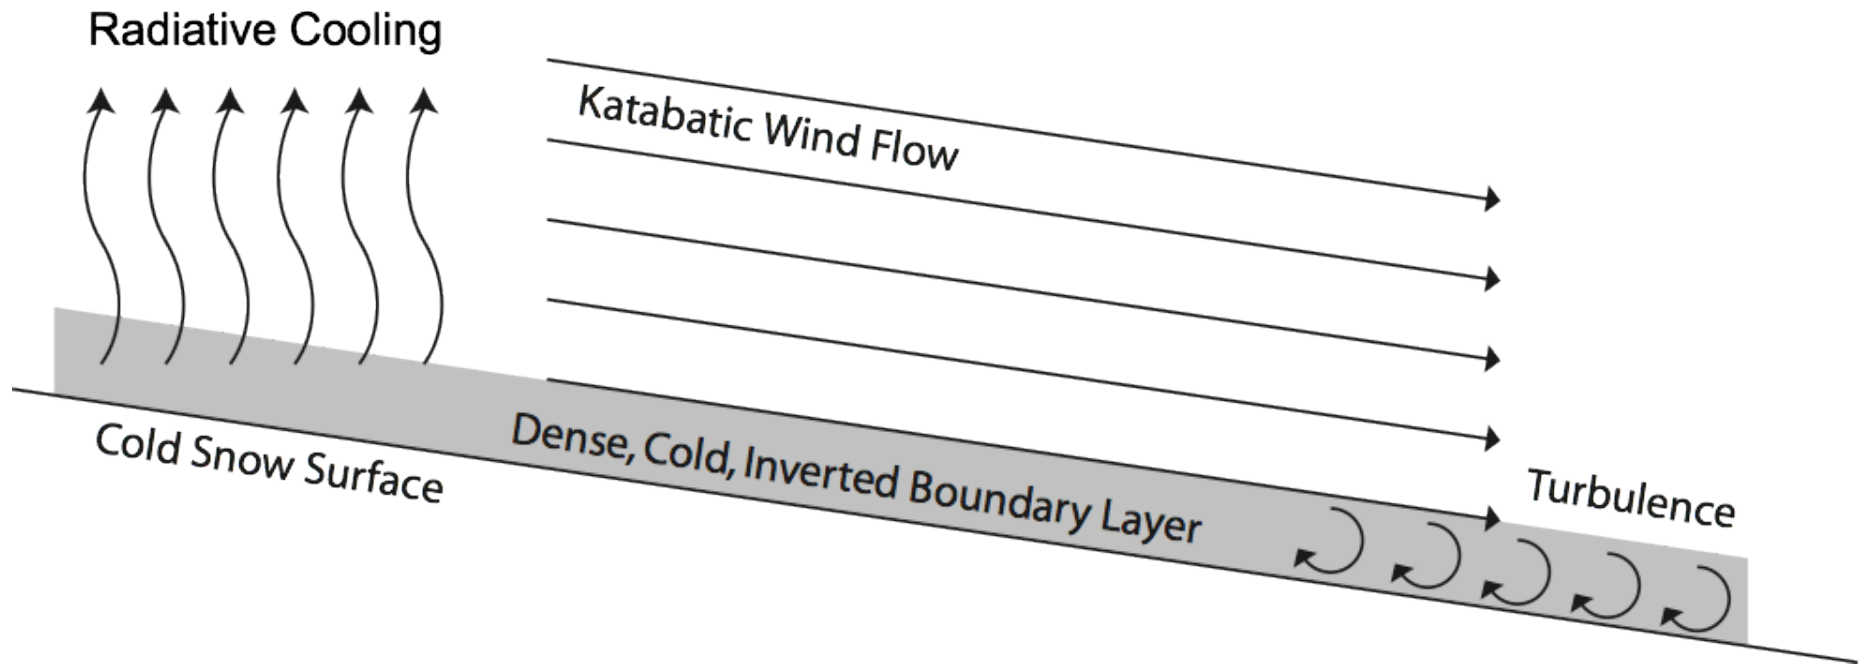 Radiative Cooling
Katabatic Wind Flow
Dense, Cold, Inverted Boundary Layer
Cold Snow Surface
Turbulence